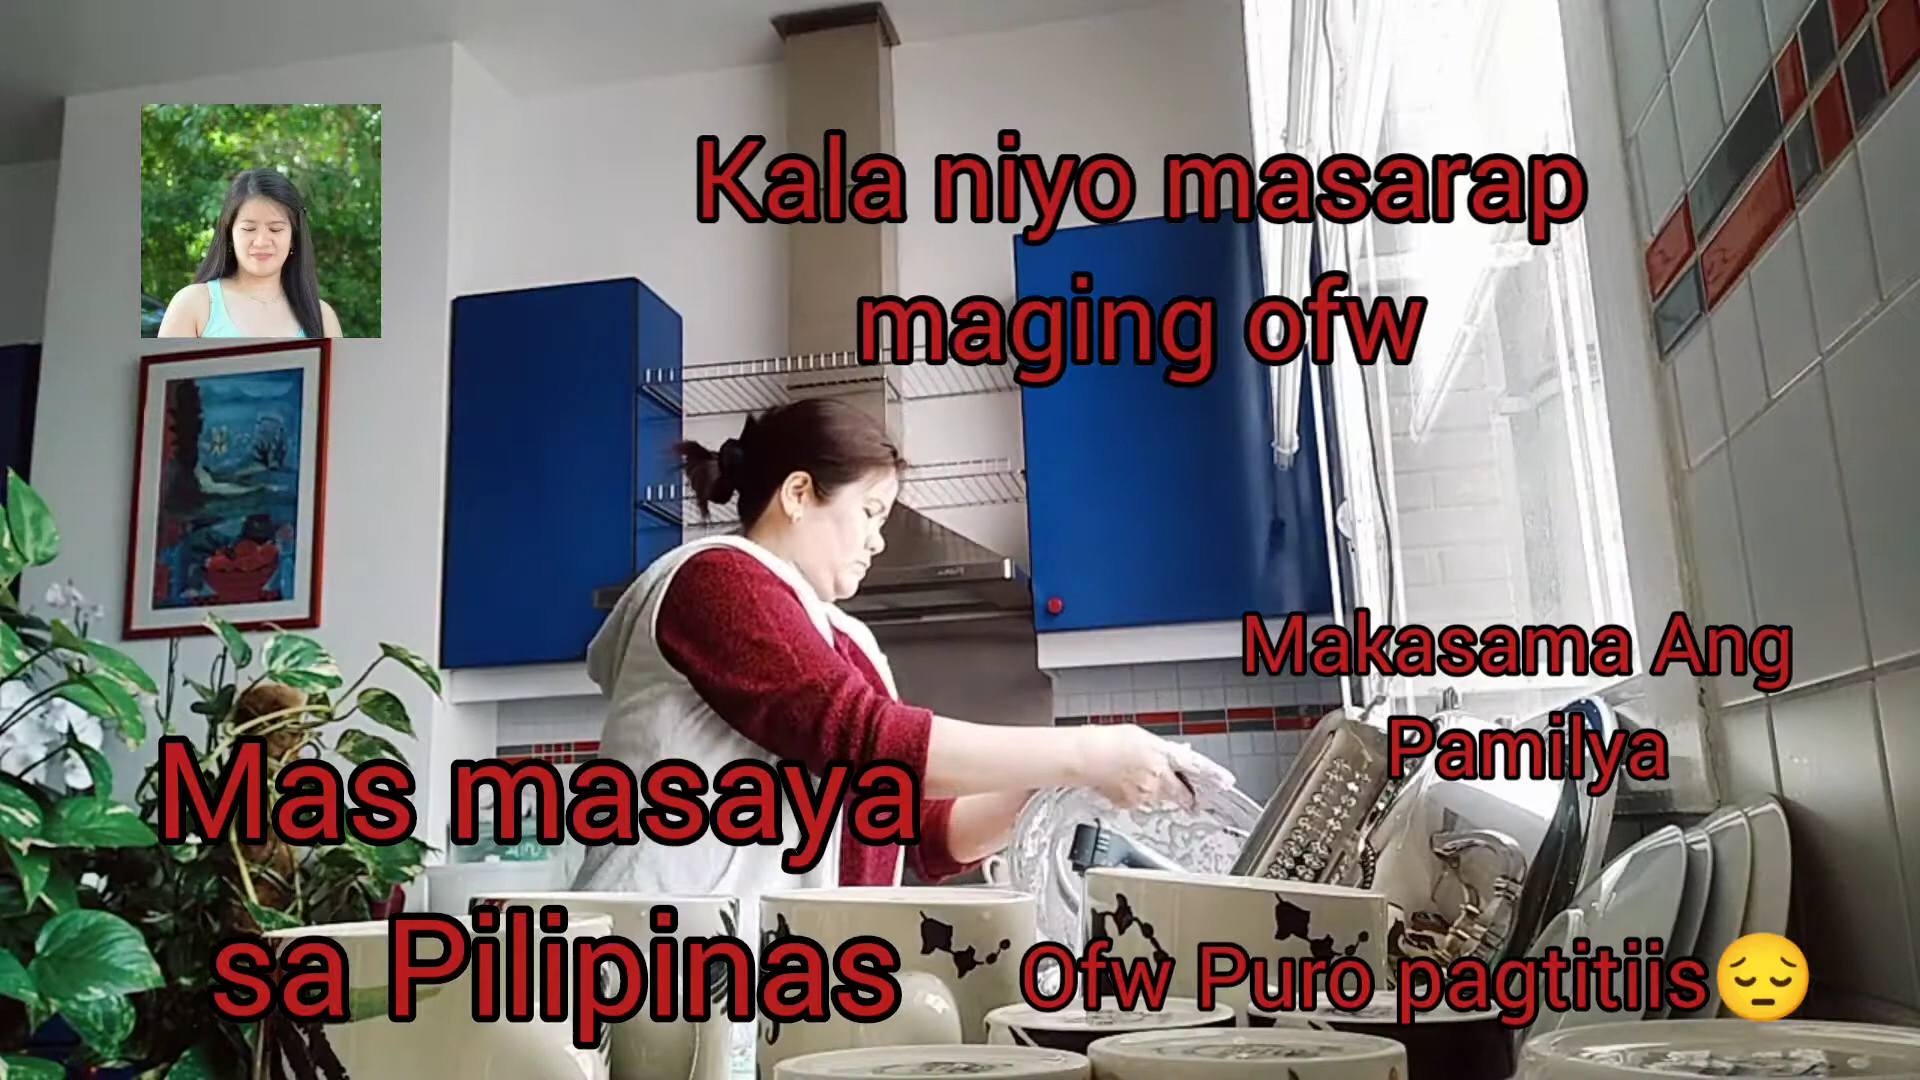 Kala niyo masarap
maging ofw
Makasama Ang
Pamilya
Mas masaya
sa Pilipinas
Ofw Puro pagtitiis😔